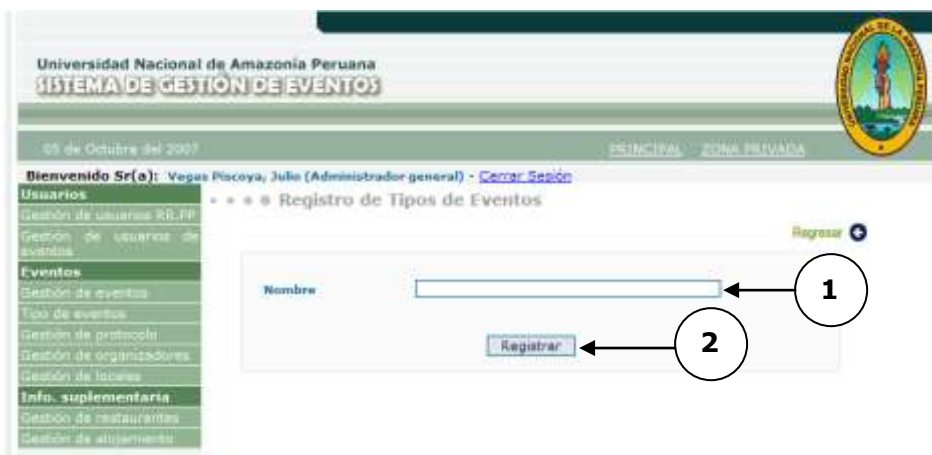 Universidad Nacional de Amazonía Peruana
SISTEMA DE GESTIÓN DE EVENTOS
05 de Octubre del 2007
PRINCIPAL ZONA PRIVADA
Bienvenido Sr(a): Vegas Piscoya, Julio (Administrador general) - Cerrar Sesión
Usuarios
Gestión de usuarios RR.PP
Gestión de usuarios de
eventos
Eventos
Gestión de eventos
Tipo de eventos
Gestión de protocolo
Gestión de organizadores
Gestión de locales
Info. suplementaria
Gestión de restaurantes
Gestión de alojamiento
Registro de Tipos de Eventos
Regresar
Nombre
1
Registrar
2